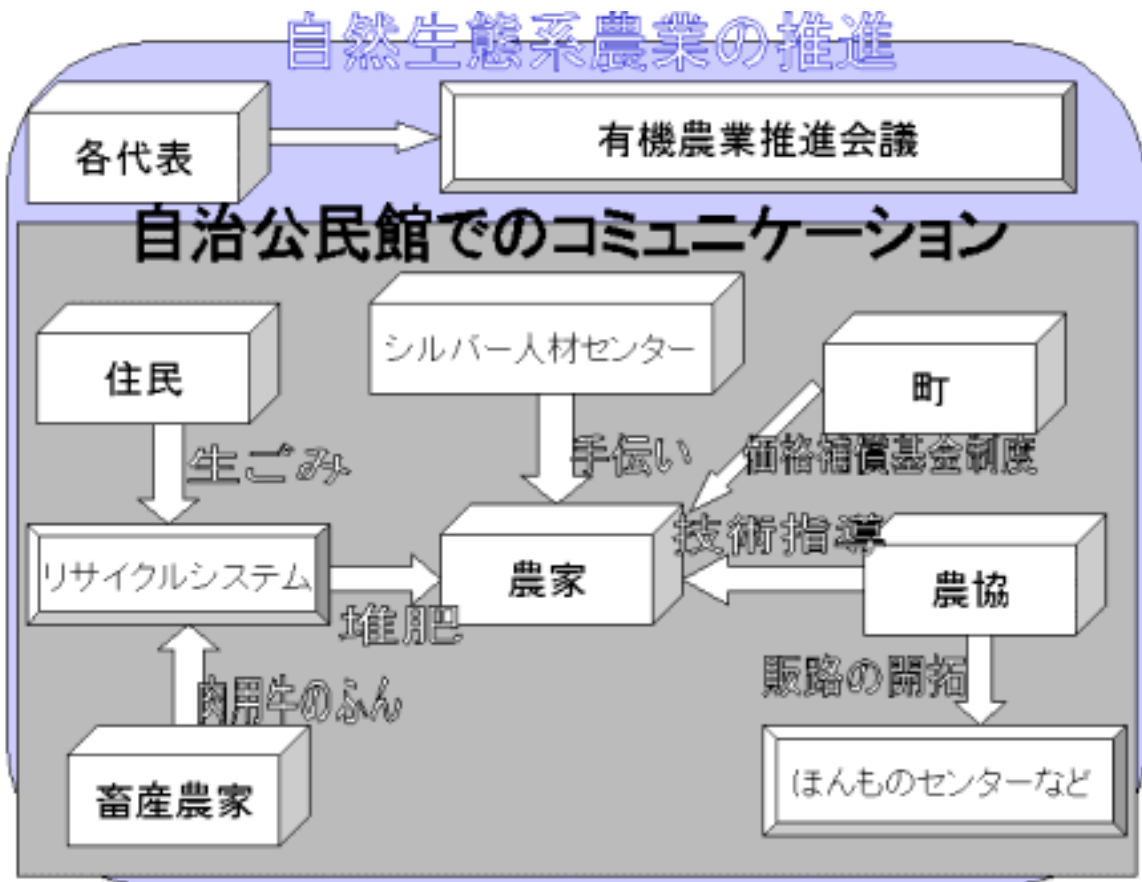 自然生態系農業の推進
各代表
有機農業推進会議
自治公民館でのコミュニケーション
住民
シルバー人材センター
町
生ごみ
手伝い
価格補償基金制度
リサイクルシステム
農家
技術指導
農協
堆肥
肉用牛のふん
販路の開拓
畜産農家
ほんものセンターなど